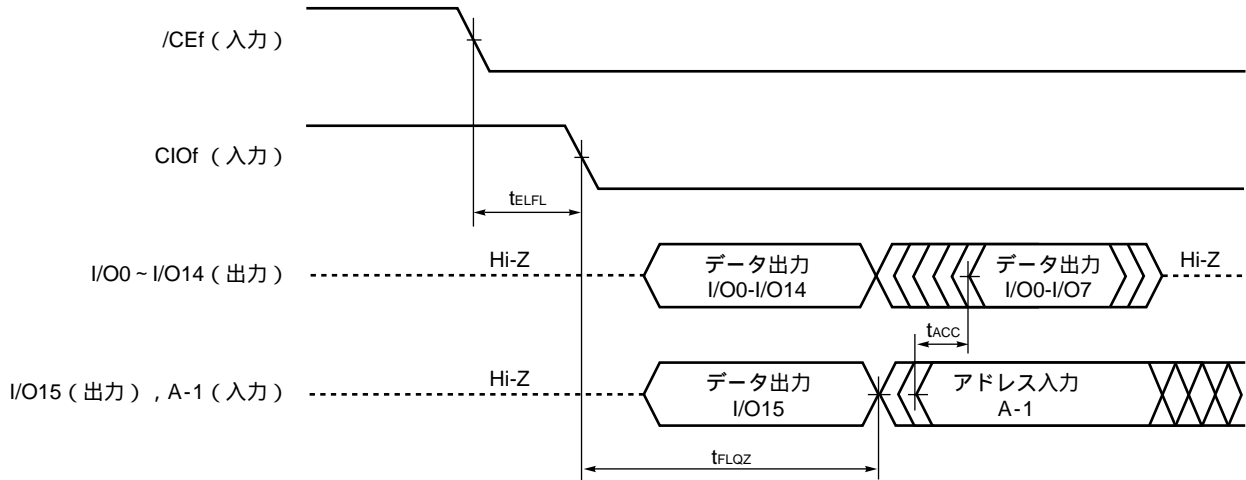 /CEf（入力）
CIOf （入力）
tELFL
I/O0～I/O14（出力）
Hi-Z
データ出力
I/O0-I/O14
データ出力
I/O0-I/O7
Hi-Z
tACC
I/O15（出力）, A-1（入力）
Hi-Z
データ出力
I/O15
アドレス入力
A-1
tFLQZ